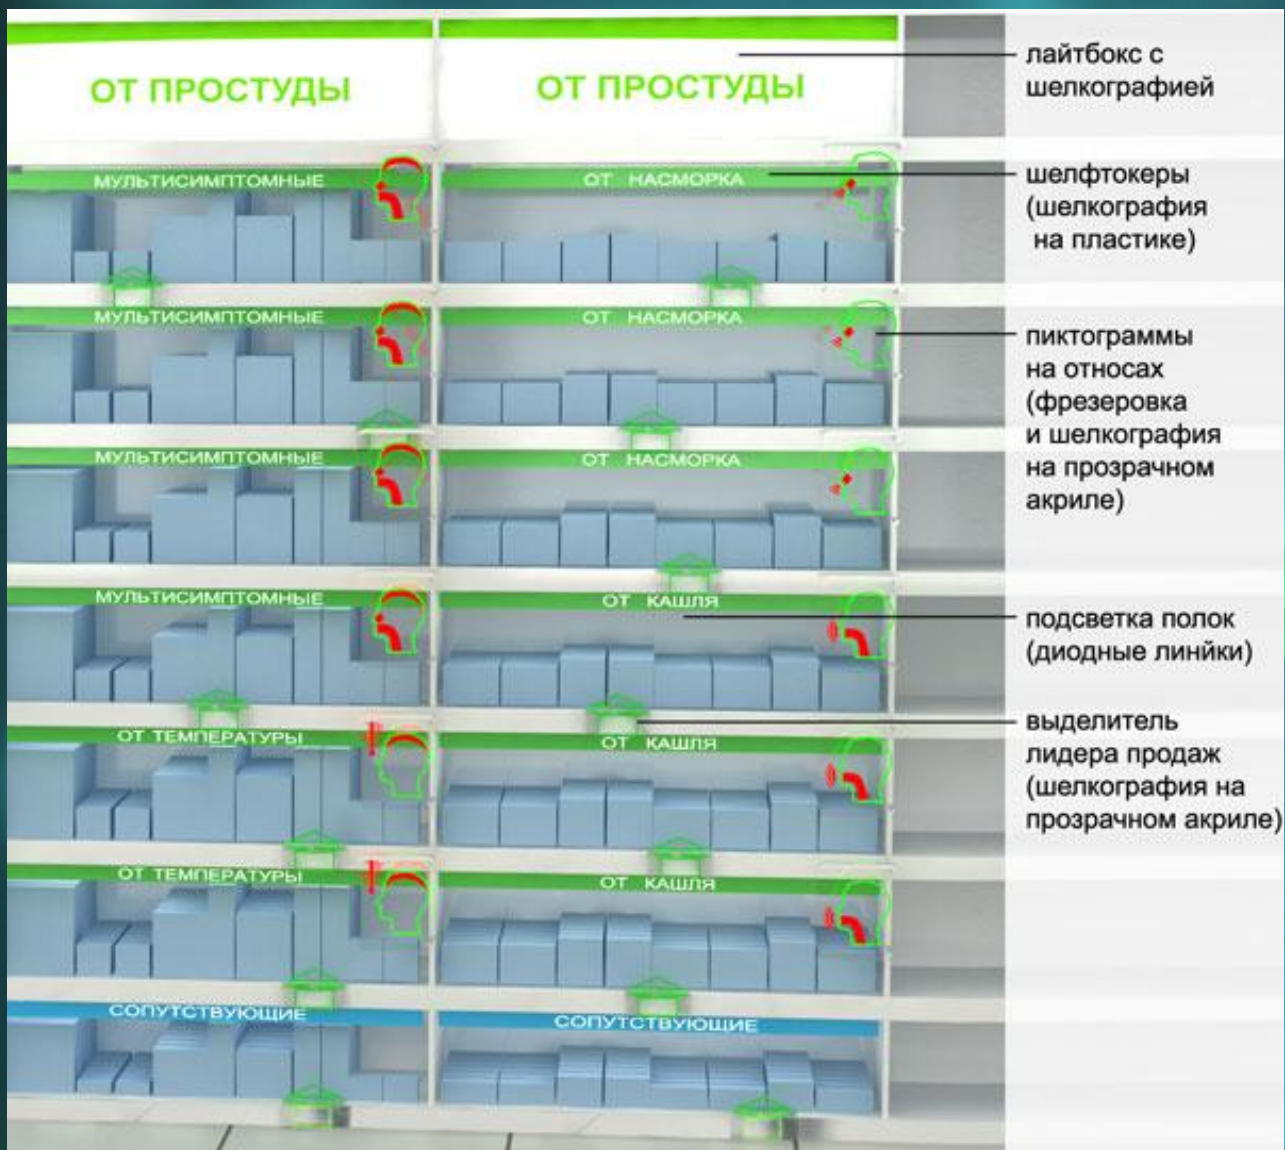 ОТ ПРОСТУДЫ
ОТ ПРОСТУДЫ
МУЛЬТИСИМПТОМНЫЕ
ОТ НАСМОРКА
МУЛЬТИСИМПТОМНЫЕ
ОТ НАСМОРКА
МУЛЬТИСИМПТОМНЫЕ
ОТ НАСМОРКА
МУЛЬТИСИМПТОМНЫЕ
ОТ КАШЛЯ
ОТ ТЕМПЕРАТУРЫ
ОТ КАШЛЯ
ОТ ТЕМПЕРАТУРЫ
ОТ КАШЛЯ
СОПУТСТВУЮЩИЕ
СОПУТСТВУЮЩИЕ
лайтбокс с
шелкографией
шелфтокеры
(шелкография
на пластике)
пиктограммы
на относах
(фрезеровка
и шелкография
на прозрачном
акриле)
подсветка полок
(диодные линйки)
выделитель
лидера продаж
(шелкография на
прозрачном акриле)